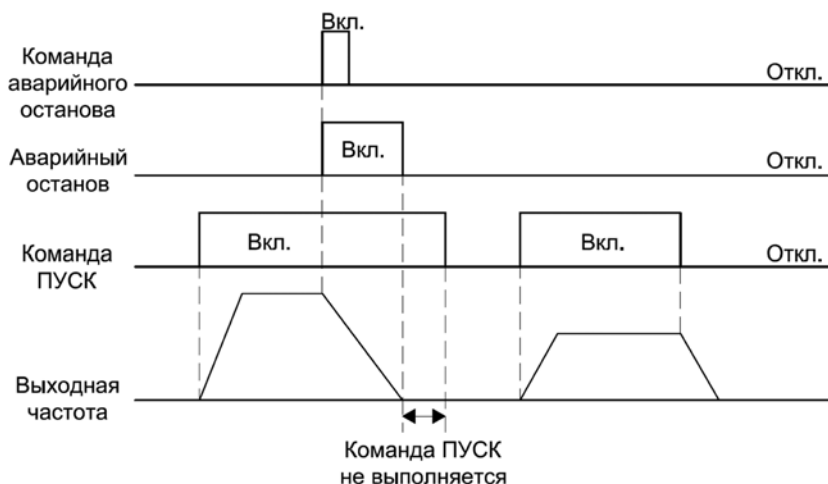 Вкл.
Команда
аварийного
останова
Откл.
Аварийный
останов
Вкл.
Откл.
Команда
ПУСК
Вкл.
Вкл.
Откл.
Выходная
частота
Команда ПУСК
не выполняется